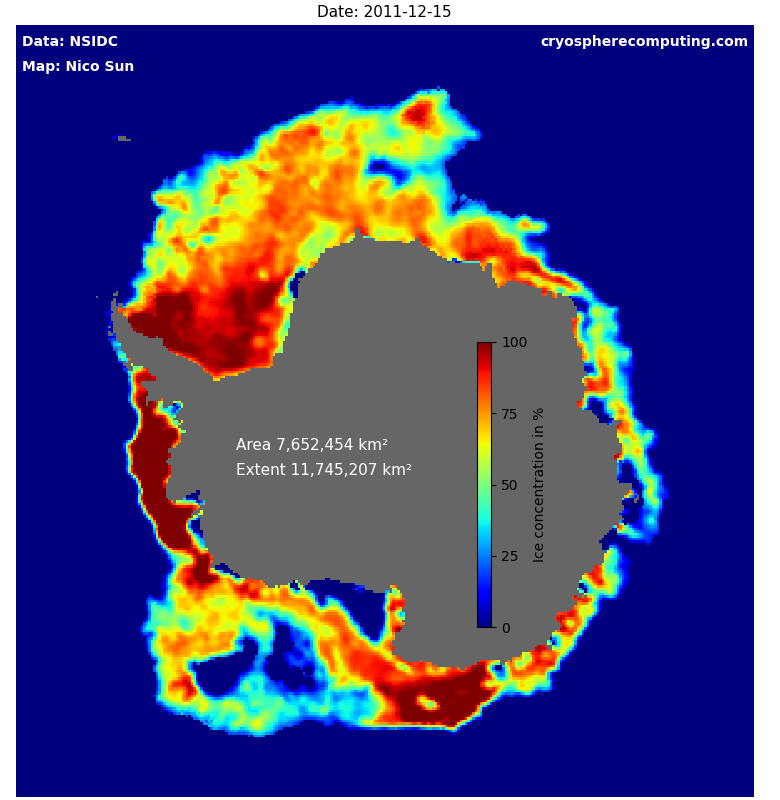 Date: 2011-12-15
Data: NSIDC
cryospherecomputing.com
Map: Nico Sun
100
75
50
25
0
Ice concentration in %
Area 7,652,454 km²
Extent 11,745,207 km²